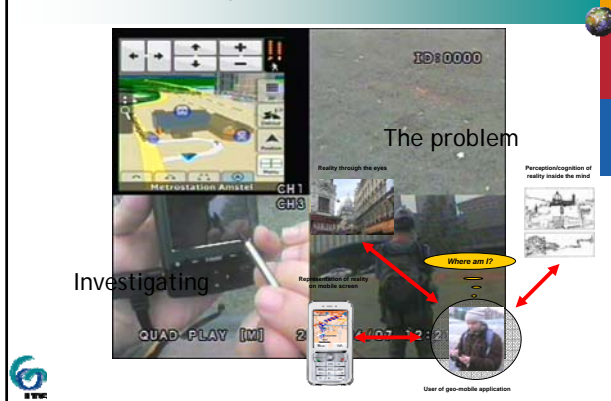 ID:0000
The problem
Metrostation Amstel
CH1
CH3
Reality through the eyes
Perception/cognition of
reality inside the mind
Where am I?
Investigating
Representation of reality
on mobile screen
QUAD PLAY [M]
User of geo-mobile application
ITC